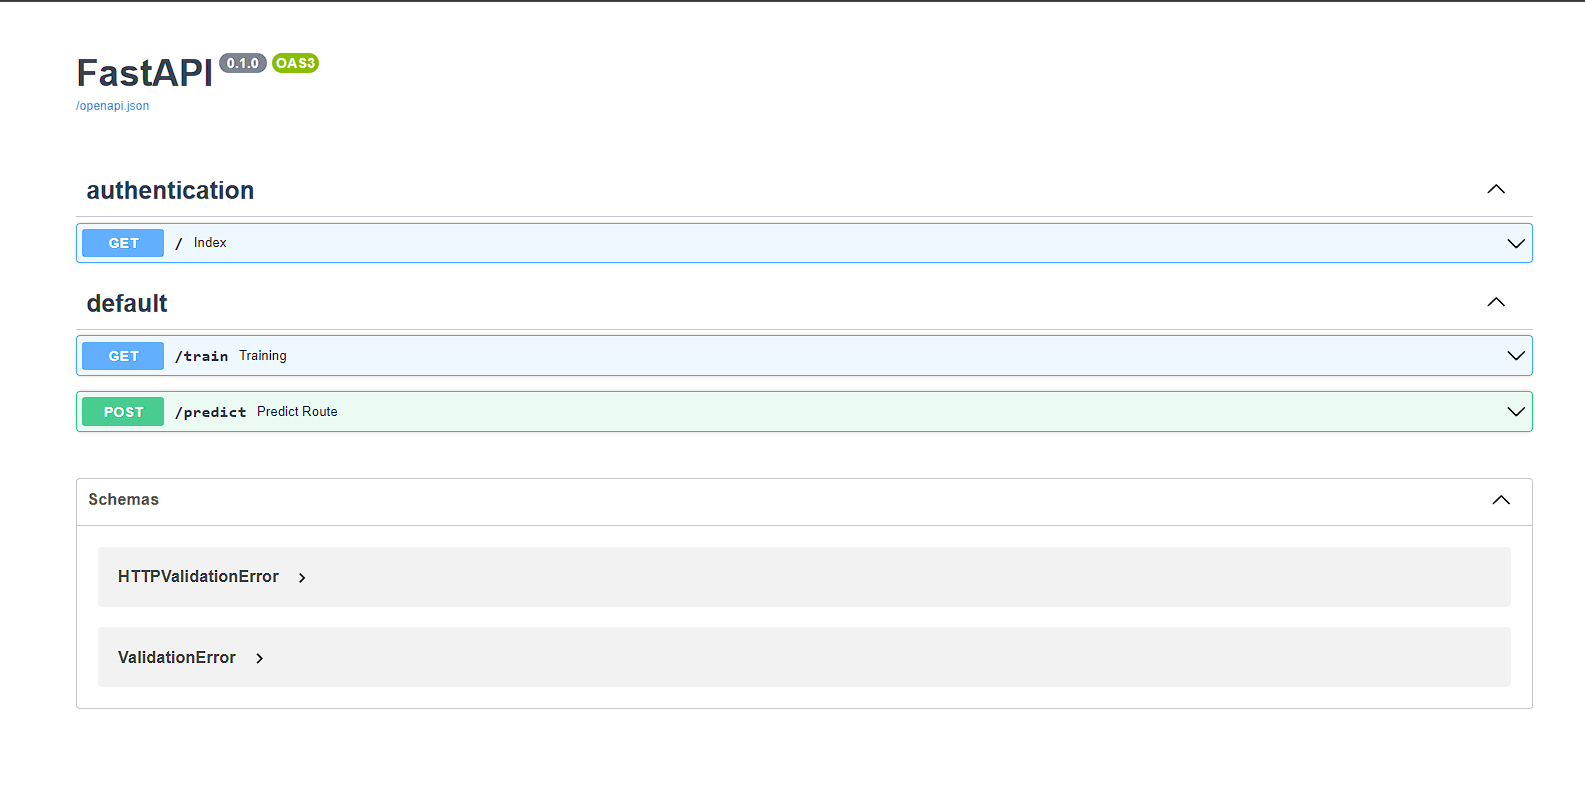 FastAPI 0.1.0 OAS3
/openapi.json
authentication
GET / Index
default
GET /train Training
POST /predict Predict Route
Schemas
HTTPValidationError
ValidationError